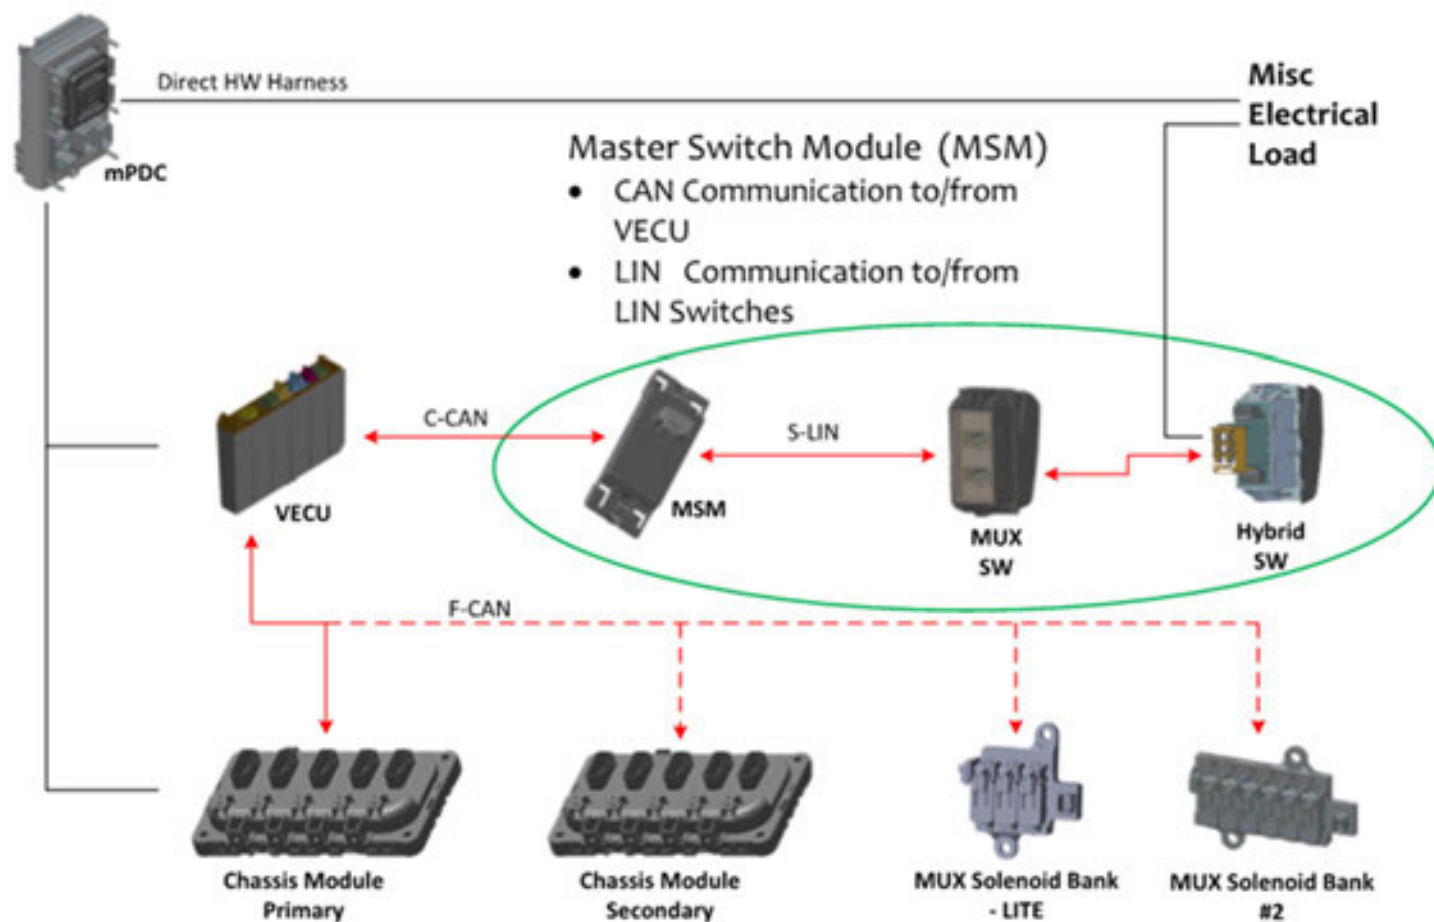 Direct HW Harness
mPDC
Misc
Electrical
Load
Master Switch Module (MSM)
• CAN Communication to/from
VECU
• LIN Communication to/from
LIN Switches
C-CAN
S-LIN
VECU
MSM
MUX
SW
Hybrid
SW
F-CAN
Chassis Module
Primary
Chassis Module
Secondary
MUX Solenoid Bank
- LITE
MUX Solenoid Bank
#2